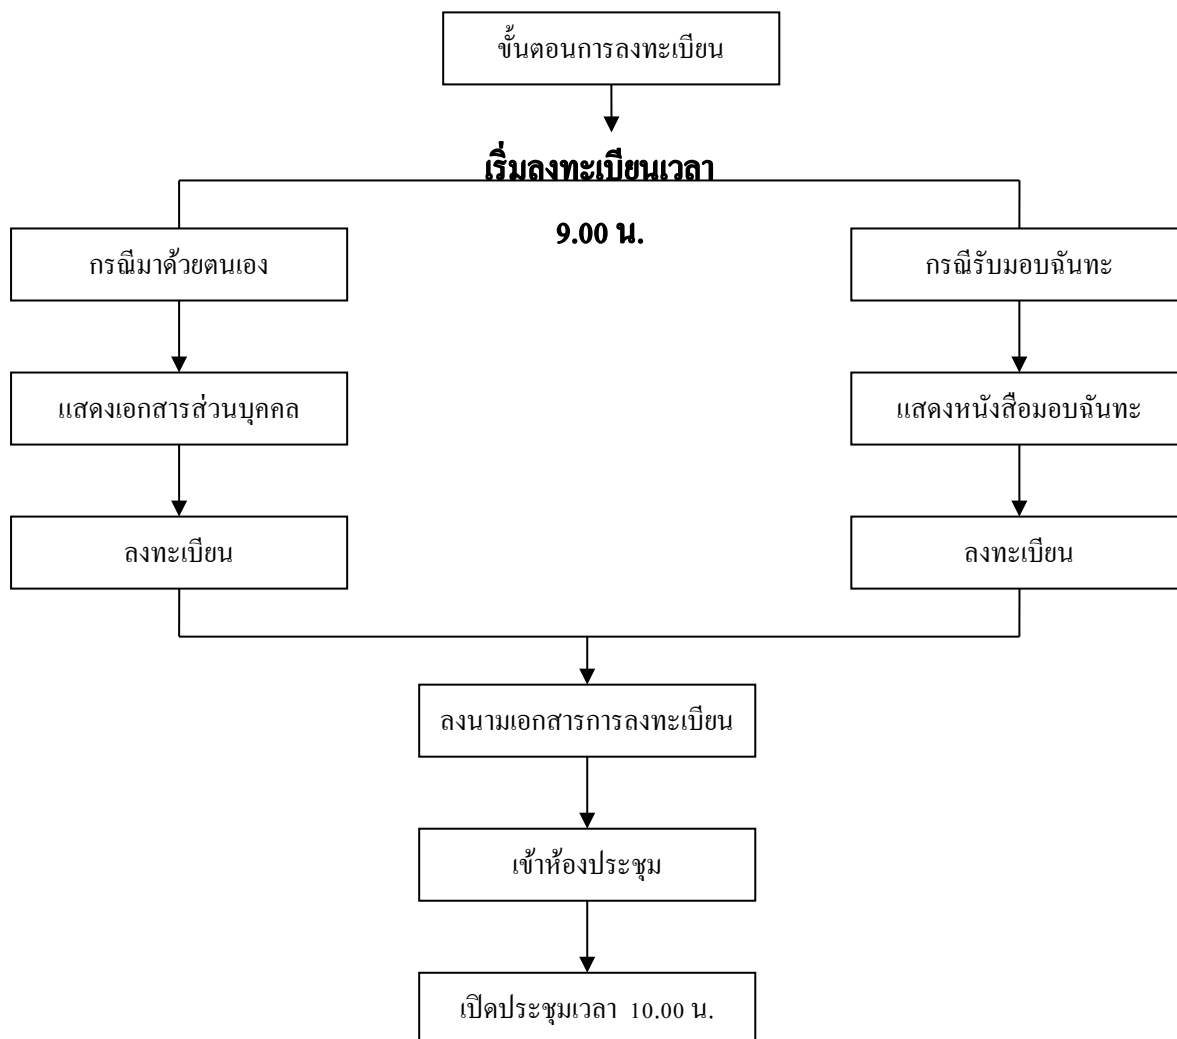 ขั้นตอนการลงทะเบียน
เริ่มลงทะเบียนเวลา
9.00 น.
กรณีมาด้วยตนเอง
กรณีรับมอบฉันทะ
แสดงเอกสารส่วนบุคคล
แสดงหนังสือมอบฉันทะ
ลงทะเบียน
ลงทะเบียน
ลงนามเอกสารการลงทะเบียน
เข้าห้องประชุม
เปิดประชุมเวลา 10.00 น.